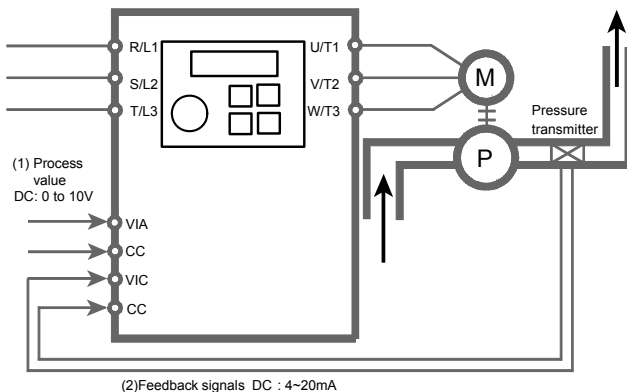 R/L1
S/L2
T/L3
U/T1
V/T2
W/T3
M
P
Pressure
transmitter
(1) Process
value
DC: 0 to 10V
VIA
CC
VIC
CC
(2)Feedback signals DC : 4~20mA